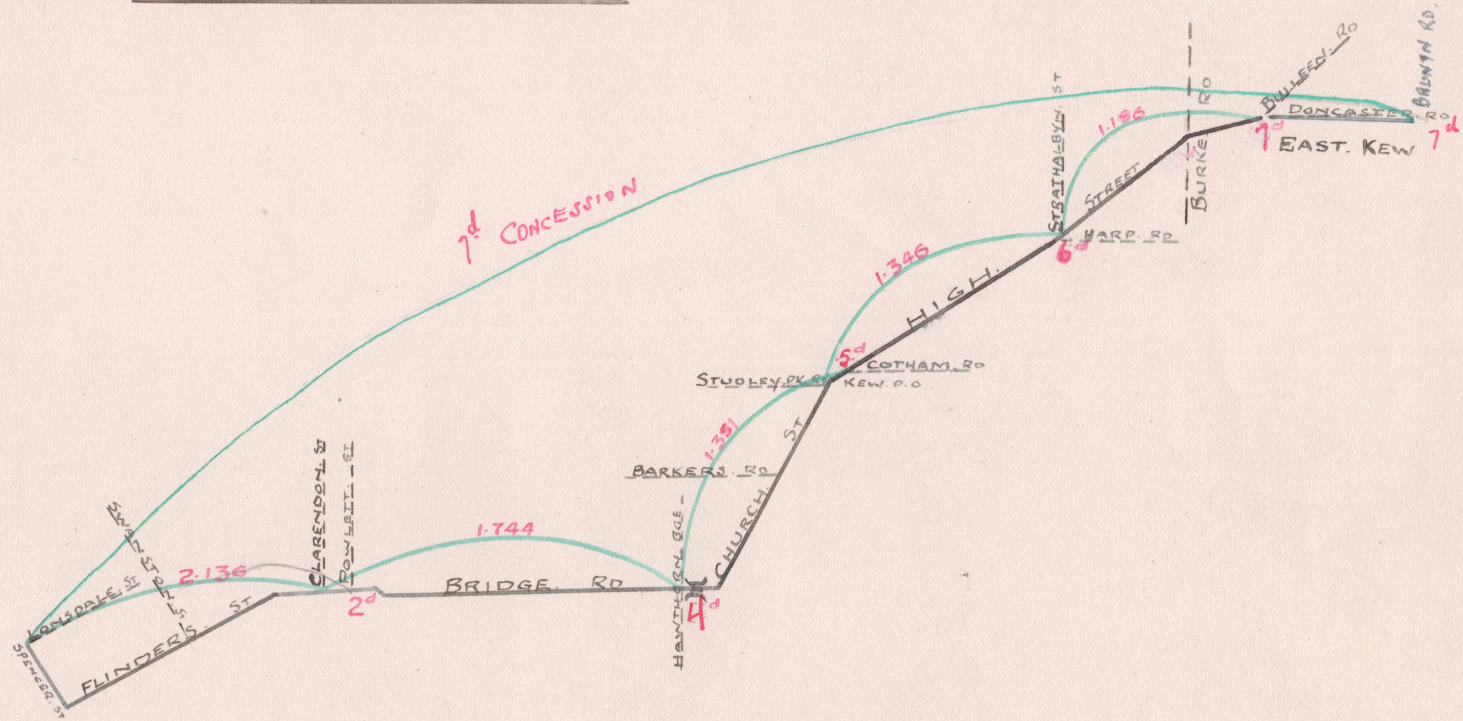 BALWYN RD.
BULLEEN. RD
DONCASTER. RD
7d
7d
EAST. KEW
BURKE RD
STRATHALBYN. ST
1.186
STREET
HARP. RD
6d
7d CONCESSION
1.346
HIGH.
5d
COTHAM. RD
STUDLEY. PK. RD
KEW. P.O
1.351
BARKERS. RD
CHURCH. ST
HAWTHORN. BGE
4d
1.744
BRIDGE. RD
CLARENDON. ST
POWLETT. ST
2d
2.136
SWANSTON. ST
LONSDALE. ST
FLINDERS. ST
SPENCER. ST